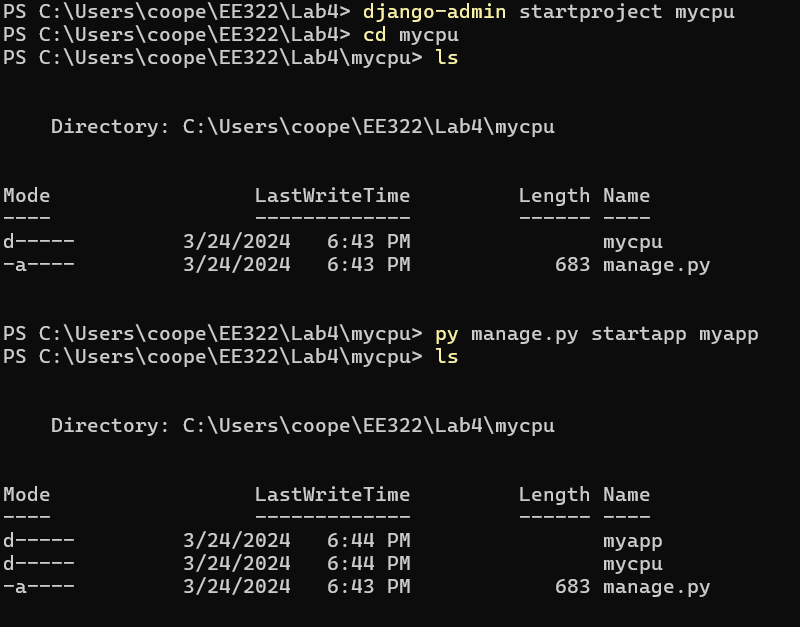 PS C:\Users\coope\EE322\Lab4> django-admin startproject mycpu
PS C:\Users\coope\EE322\Lab4> cd mycpu
PS C:\Users\coope\EE322\Lab4\mycpu> ls
    Directory: C:\Users\coope\EE322\Lab4\mycpu
Mode                 LastWriteTime         Length Name
----                 -------------         ------ ----
d-----         3/24/2024   6:43 PM                mycpu
-a----         3/24/2024   6:43 PM            683 manage.py
PS C:\Users\coope\EE322\Lab4\mycpu> py manage.py startapp myapp
PS C:\Users\coope\EE322\Lab4\mycpu> ls
    Directory: C:\Users\coope\EE322\Lab4\mycpu
Mode                 LastWriteTime         Length Name
----                 -------------         ------ ----
d-----         3/24/2024   6:44 PM                myapp
d-----         3/24/2024   6:44 PM                mycpu
-a----         3/24/2024   6:43 PM            683 manage.py